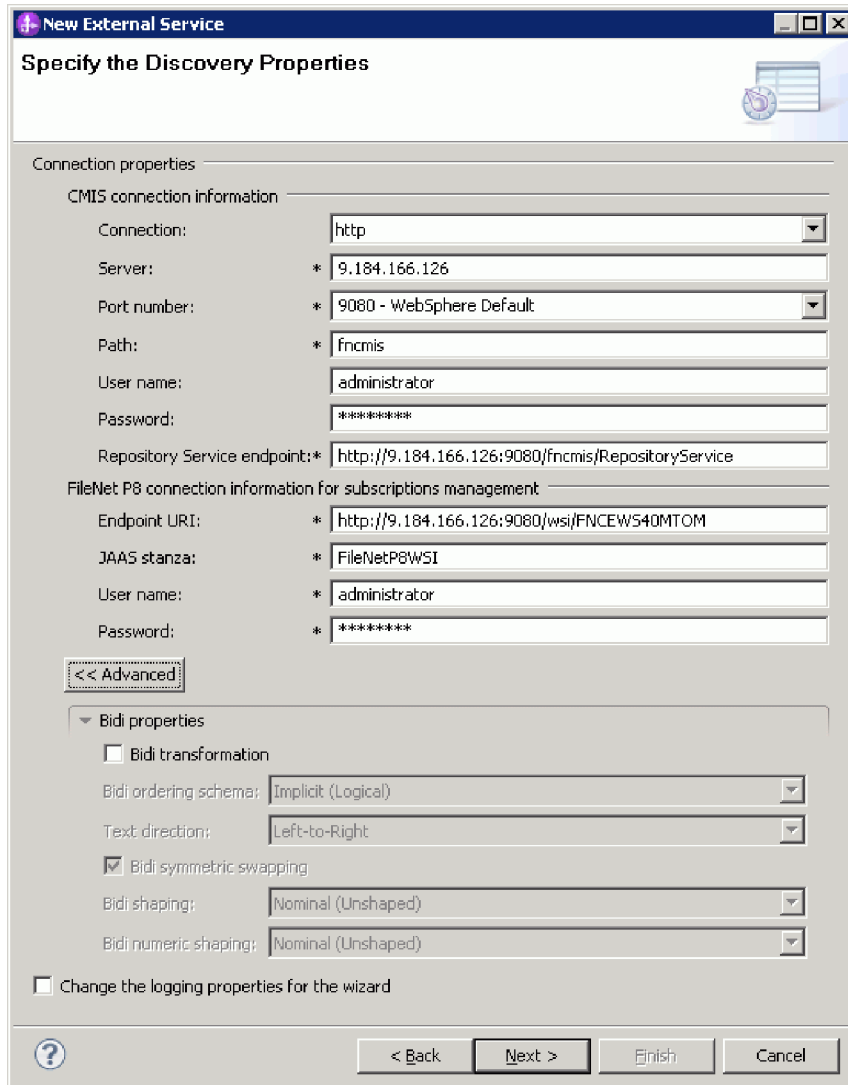 New External Service
Specify the Discovery Properties
Connection properties
CMIS connection information
Connection: http
Server: * 9.184.166.126
Port number: * 9080 - WebSphere Default
Path: * fncmis
User name: administrator
Password: ********
Repository Service endpoint:* http://9.184.166.126:9080/fncmis/RepositoryService
FileNet P8 connection information for subscriptions management
Endpoint URI: * http://9.184.166.126:9080/wsi/FNCEWS40MTOM
JAAS stanza: * FileNetP8WSI
User name: * administrator
Password: * ********
<< Advanced
Bidi properties
Bidi transformation
Bidi ordering schema: Implicit (Logical)
Text direction: Left-to-Right
Bidi symmetric swapping
Bidi shaping: Nominal (Unshaped)
Bidi numeric shaping: Nominal (Unshaped)
Change the logging properties for the wizard
? < Back Next > Finish Cancel